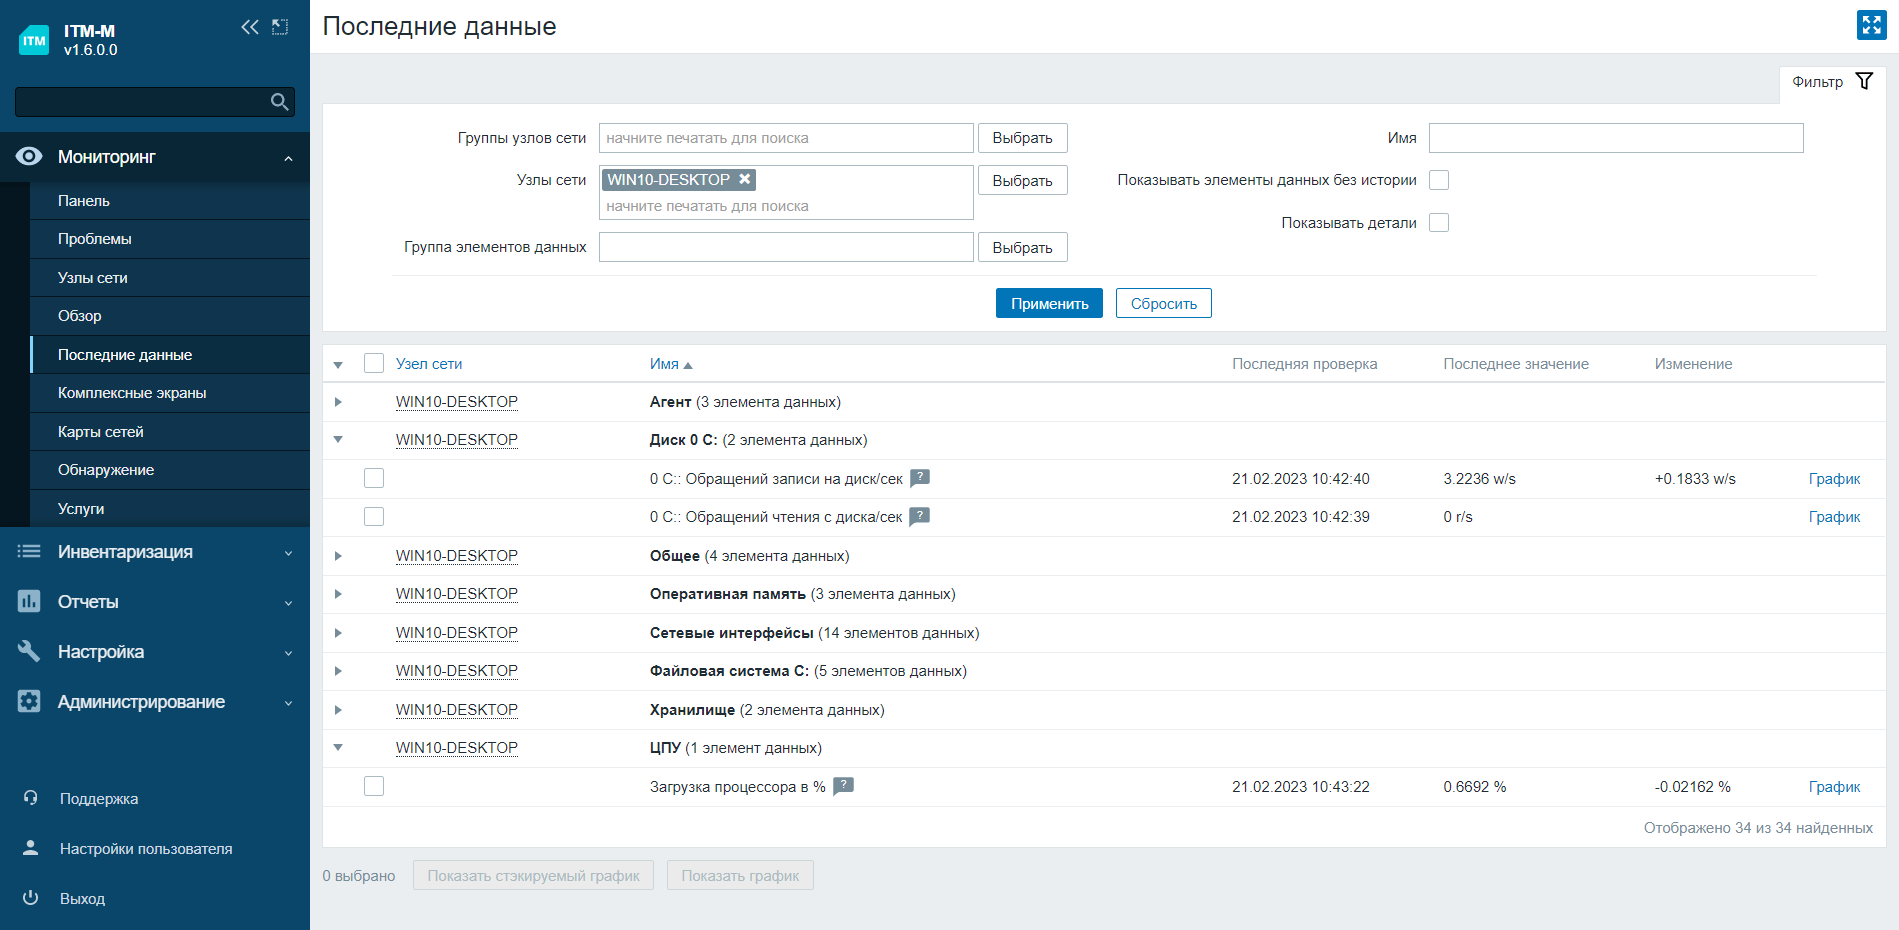 ITM
ITM-M
v1.6.0.0
Мониторинг
Панель
Проблемы
Узлы сети
Обзор
Последние данные
Комплексные экраны
Карты сетей
Обнаружение
Услуги
Инвентаризация
Отчеты
Настройка
Администрирование
Поддержка
Настройки пользователя
Выход
Последние данные
Фильтр
Группы узлов сети начните печатать для поиска Выбрать Имя
Узлы сети WIN10-DESKTOP Выбрать Показывать элементы данных без истории
начните печатать для поиска
Показывать детали
Группа элементов данных Выбрать
Применить Сбросить
Узел сети Имя Последняя проверка Последнее значение Изменение
WIN10-DESKTOP Агент (3 элемента данных)
WIN10-DESKTOP Диск 0 C: (2 элемента данных)
0 C:: Обращений записи на диск/сек ? 21.02.2023 10:42:40 3.2236 w/s +0.1833 w/s График
0 C:: Обращений чтения с диска/сек ? 21.02.2023 10:42:39 0 r/s График
WIN10-DESKTOP Общее (4 элемента данных)
WIN10-DESKTOP Оперативная память (3 элемента данных)
WIN10-DESKTOP Сетевые интерфейсы (14 элементов данных)
WIN10-DESKTOP Файловая система C: (5 элементов данных)
WIN10-DESKTOP Хранилище (2 элемента данных)
WIN10-DESKTOP ЦПУ (1 элемент данных)
Загрузка процессора в % ? 21.02.2023 10:43:22 0.6692 % -0.02162 % График
Отображено 34 из 34 найденных
0 выбрано Показать стэкируемый график Показать график